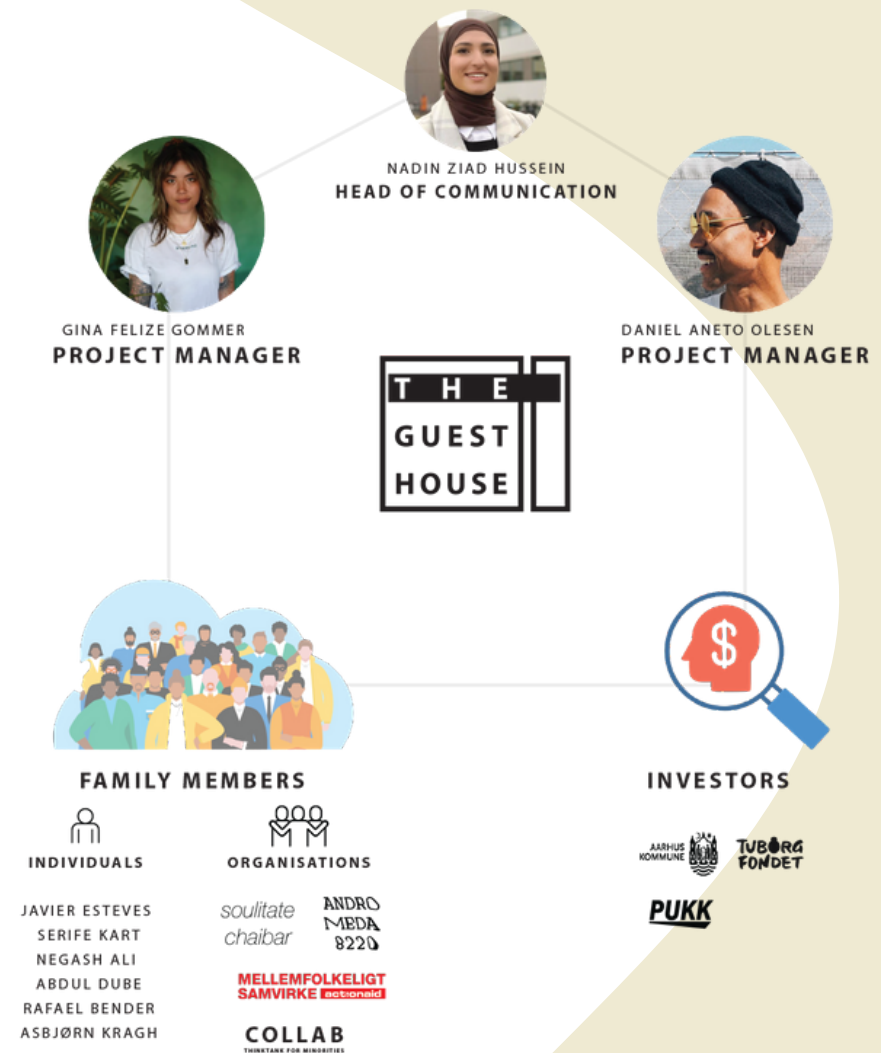 NADIN ZIAD HUSSEIN
HEAD OF COMMUNICATION
GINA FELIZE GOMMER
PROJECT MANAGER
DANIEL ANETO OLESEN
PROJECT MANAGER
THE
GUEST
HOUSE
$
FAMILY MEMBERS
INDIVIDUALS
JAVIER ESTEVES
SERIFE KART
NEGASH ALI
ABDUL DUBE
RAFAEL BENDER
ASBJØRN KRAGH
ORGANISATIONS
soulitate
chaibar
ANDRO
MEDA
8220
MELLEMFOLKELIGT
SAMVIRKE act!onaid
COLLAB
THINKTANK FOR MINORITIES
INVESTORS
AARHUS
KOMMUNE
TUBORG
FONDET
PUKK